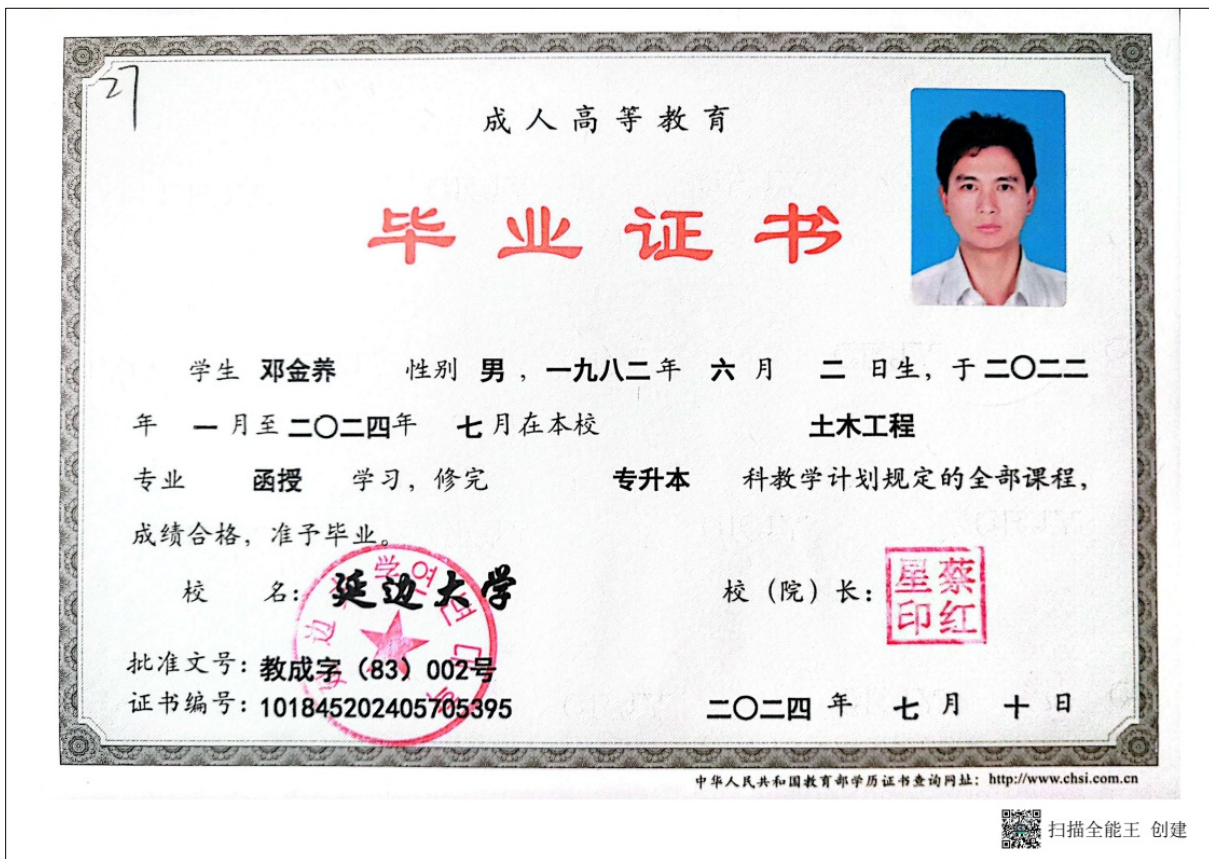 27
成人高等教育
毕业证书
学生 邓金养 性别 男，一九八二年 六月 二日生，于二〇二二
年 一月至二〇二四年 七月在本校 土木工程
专业 函授 学习，修完 专升本 科教学计划规定的全部课程，
成绩合格，准予毕业。
校 名：延边大学
校（院）长：
蔡红星印
批准文号：教成字（83）002号
证书编号：101845202405705395
二〇二四年 七月 十日
中华人民共和国教育部学历证书查询网址：http://www.chsi.com.cn
扫描全能王 创建